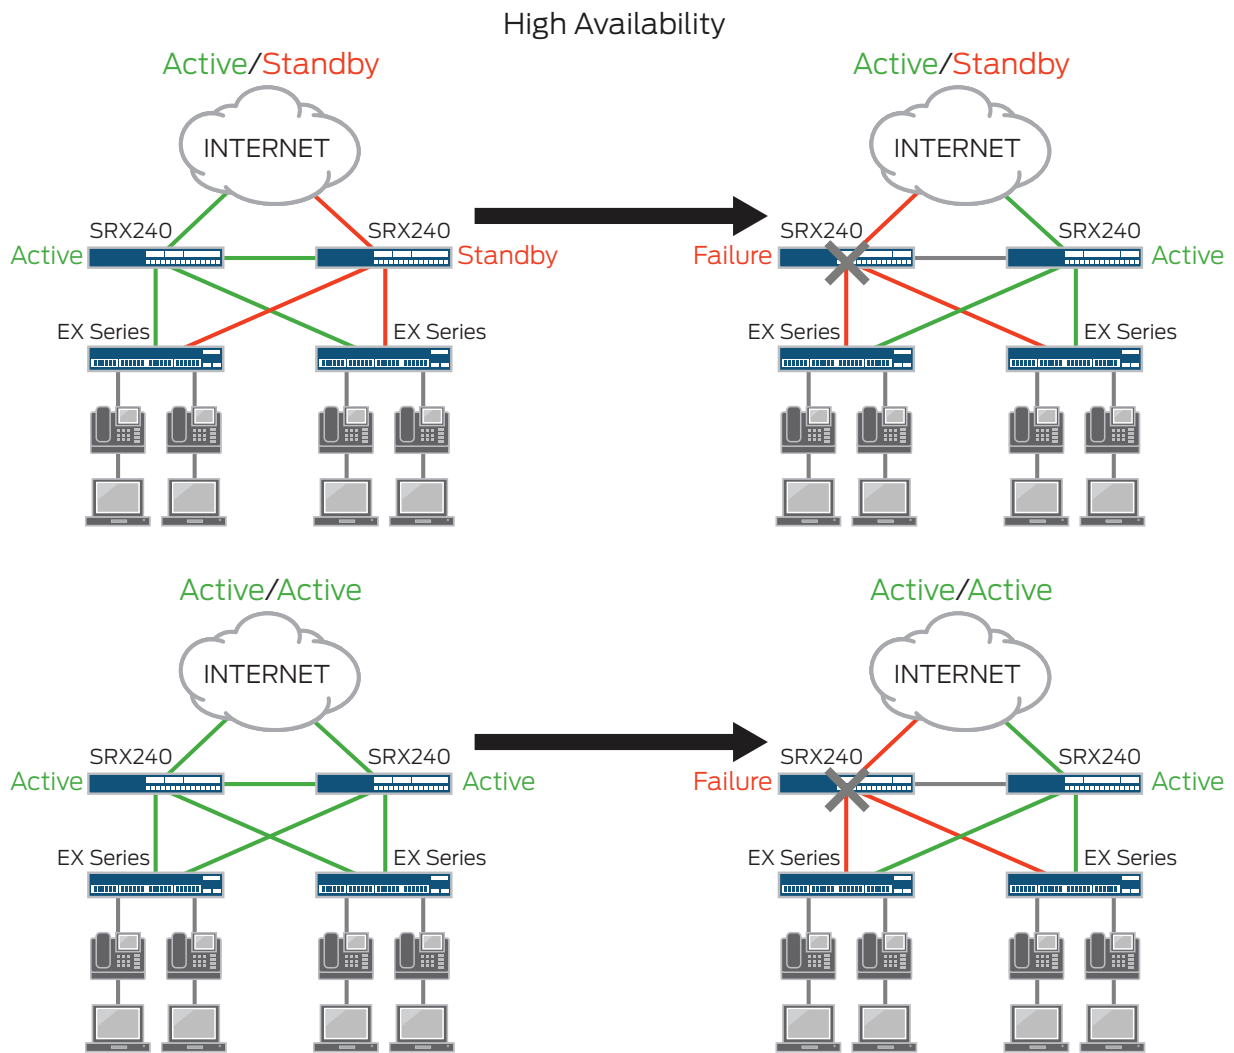 High Availability
Active/Standby
Active/Standby
INTERNET
INTERNET
SRX240
SRX240
SRX240
SRX240
Active
Standby
Failure
Active
EX Series
EX Series
EX Series
EX Series
Active/Active
Active/Active
INTERNET
INTERNET
SRX240
SRX240
SRX240
SRX240
Active
Active
Failure
Active
EX Series
EX Series
EX Series
EX Series